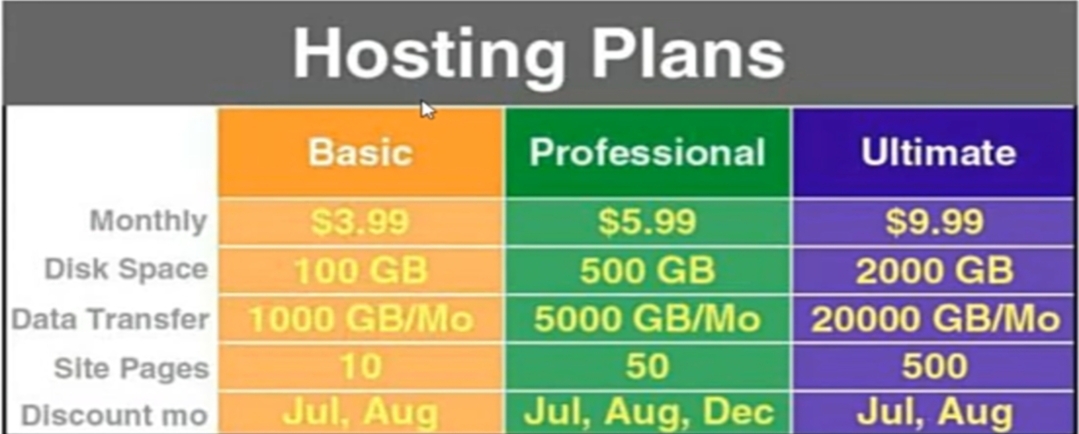 Hosting Plans
Basic Professional Ultimate
Monthly $3.99 $5.99 $9.99
Disk Space 100 GB 500 GB 2000 GB
Data Transfer 1000 GB/Mo 5000 GB/Mo 20000 GB/Mo
Site Pages 10 50 500
Discount mo Jul, Aug Jul, Aug, Dec Jul, Aug